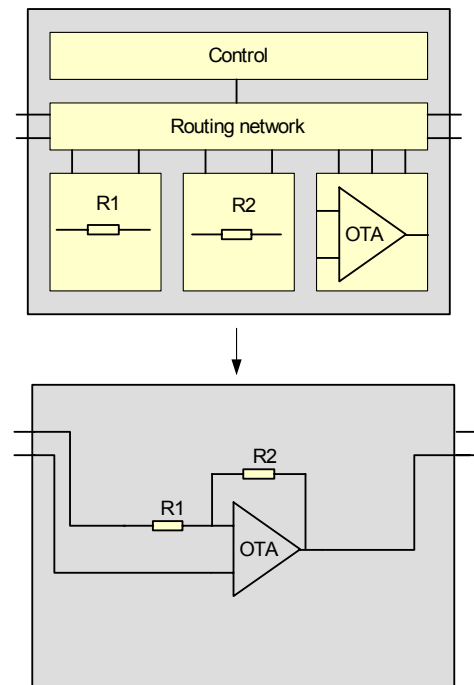 Control
Routing network
R1
R2
OTA
R2
R1
OTA